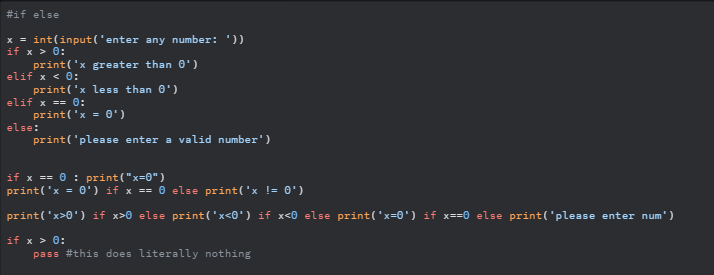 #if else
x = int(input('enter any number: '))
if x > 0:
    print('x greater than 0')
elif x < 0:
    print('x less than 0')
elif x == 0:
    print('x = 0')
else:
    print('please enter a valid number')
if x == 0 : print("x=0")
print('x = 0') if x == 0 else print('x != 0')
print('x>0') if x>0 else print('x<0') if x<0 else print('x=0') if x==0 else print('please enter num')
if x > 0:
    pass #this does literally nothing